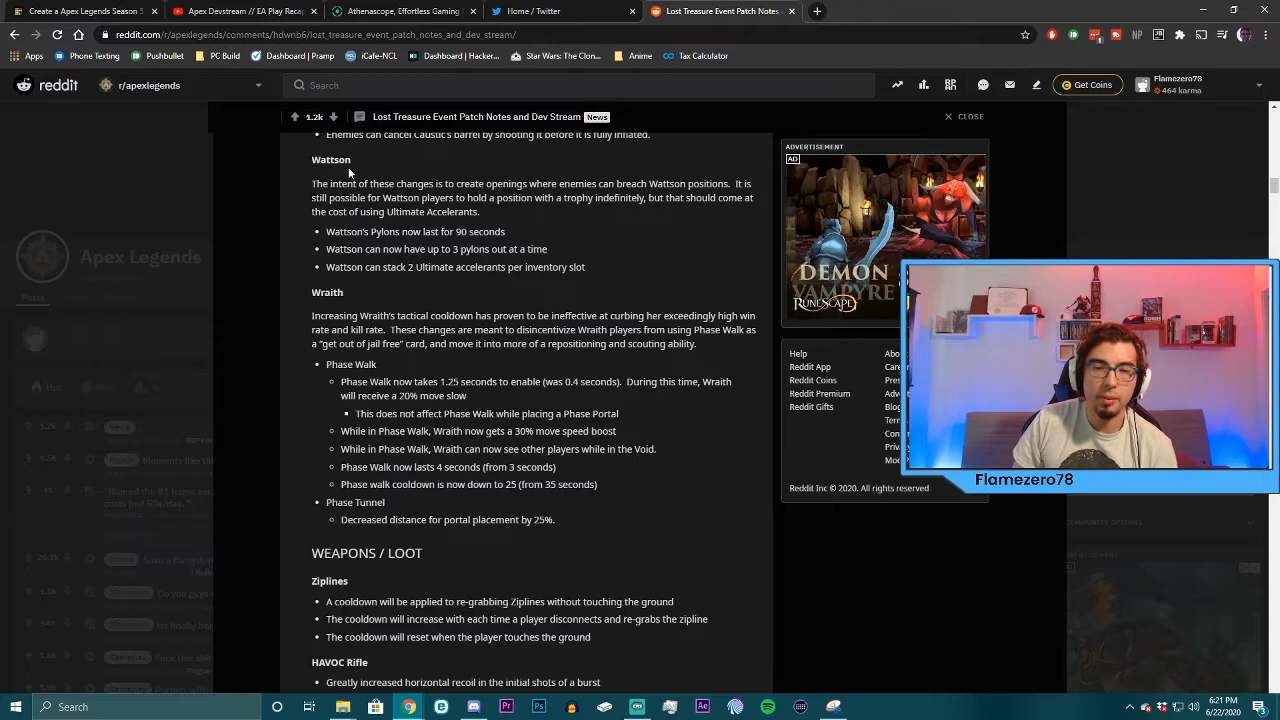 Create a Apex Legends Season 5
Apex Devstream // EA Play Recap
Athenascope, Effortless Gaming
Home / Twitter
Lost Treasure Event Patch Notes
reddit.com/r/apexlegends/comments/hdwnb6/lost_treasure_event_patch_notes_and_dev_stream/
Apps
Phone Texting
Pushbullet
PC Build
Dashboard | Pramp
iCafe-NCL
Dashboard | Hacker...
Star Wars: The Clon...
Anime
Tax Calculator
reddit
r/apexlegends
Search
Get Coins
Flamezero78
464 karma
1.2k
Lost Treasure Event Patch Notes and Dev Stream News
CLOSE
Enemies can cancel Caustic's barrel by shooting it before it is fully inflated.
Wattson
The intent of these changes is to create openings where enemies can breach Wattson positions. It is
still possible for Wattson players to hold a position with a trophy indefinitely, but that should come at
the cost of using Ultimate Accelerants.
• Wattson's Pylons now last for 90 seconds
• Wattson can now have up to 3 pylons out at a time
• Wattson can stack 2 Ultimate accelerants per inventory slot
Wraith
Increasing Wraith's tactical cooldown has proven to be ineffective at curbing her exceedingly high win
rate and kill rate. These changes are meant to disincentivize Wraith players from using Phase Walk as
a "get out of jail free" card, and move it into more of a repositioning and scouting ability.
• Phase Walk
Phase Walk now takes 1.25 seconds to enable (was 0.4 seconds). During this time, Wraith
will receive a 20% move slow
This does not affect Phase Walk while placing a Phase Portal
While in Phase Walk, Wraith now gets a 30% move speed boost
While in Phase Walk, Wraith can now see other players while in the Void.
Phase Walk now lasts 4 seconds (from 3 seconds)
Phase walk cooldown is now down to 25 (from 35 seconds)
• Phase Tunnel
Decreased distance for portal placement by 25%.
WEAPONS / LOOT
Ziplines
• A cooldown will be applied to re-grabbing Ziplines without touching the ground
• The cooldown will increase with each time a player disconnects and re-grabs the zipline
• The cooldown will reset when the player touches the ground
HAVOC Rifle
• Greatly increased horizontal recoil in the initial shots of a burst
ADVERTISEMENT
AD
DEMON
VAMPYRE
RUNESCAPE
Help
Reddit App
Reddit Coins
Reddit Premium
Reddit Gifts
Reddit Inc © 2020. All rights reserved
Flamezero78
Apex Legends
Posts
Hot
COMMUNITY OPTIONS
Search
6:21 PM
6/22/2020